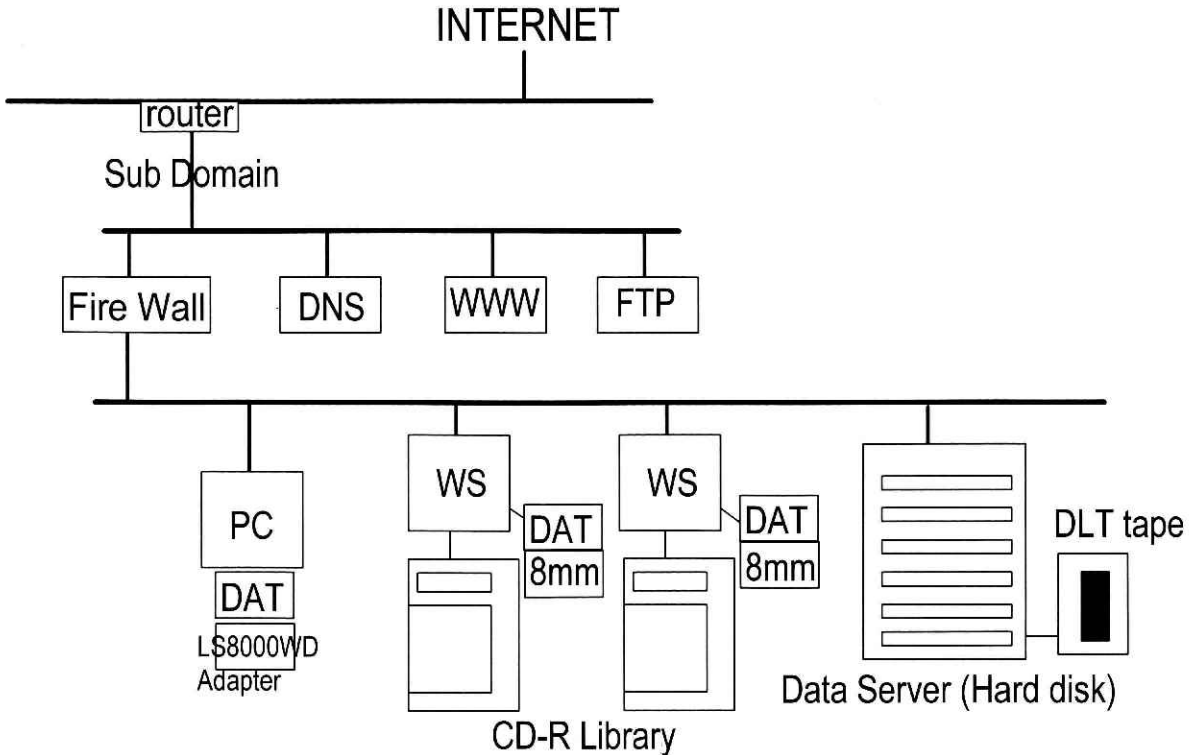 INTERNET
router
Sub Domain
Fire Wall
DNS
WWW
FTP
PC
DAT
LS8000WD
Adapter
WS
DAT
8mm
WS
DAT
8mm
DLT tape
CD-R Library
Data Server (Hard disk)